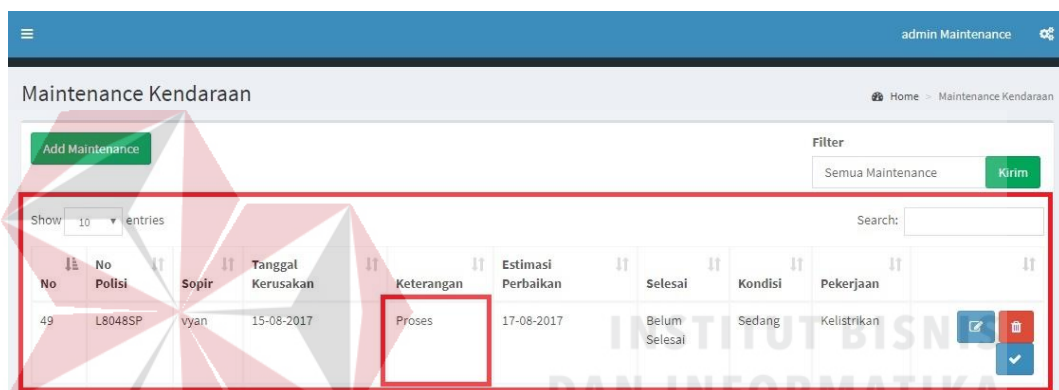 admin Maintenance
Maintenance Kendaraan
Home > Maintenance Kendaraan
Add Maintenance
Filter
Semua Maintenance
Kirim
Show 10 entries
Search:
No
No Polisi
Sopir
Tanggal Kerusakan
Keterangan
Estimasi Perbaikan
Selesai
Kondisi
Pekerjaan
49
L8048SP
vyan
15-08-2017
Proses
17-08-2017
Belum Selesai
Sedang
Kelistrikan
INSTITUT BISNIS
DAN INFORMATIKA